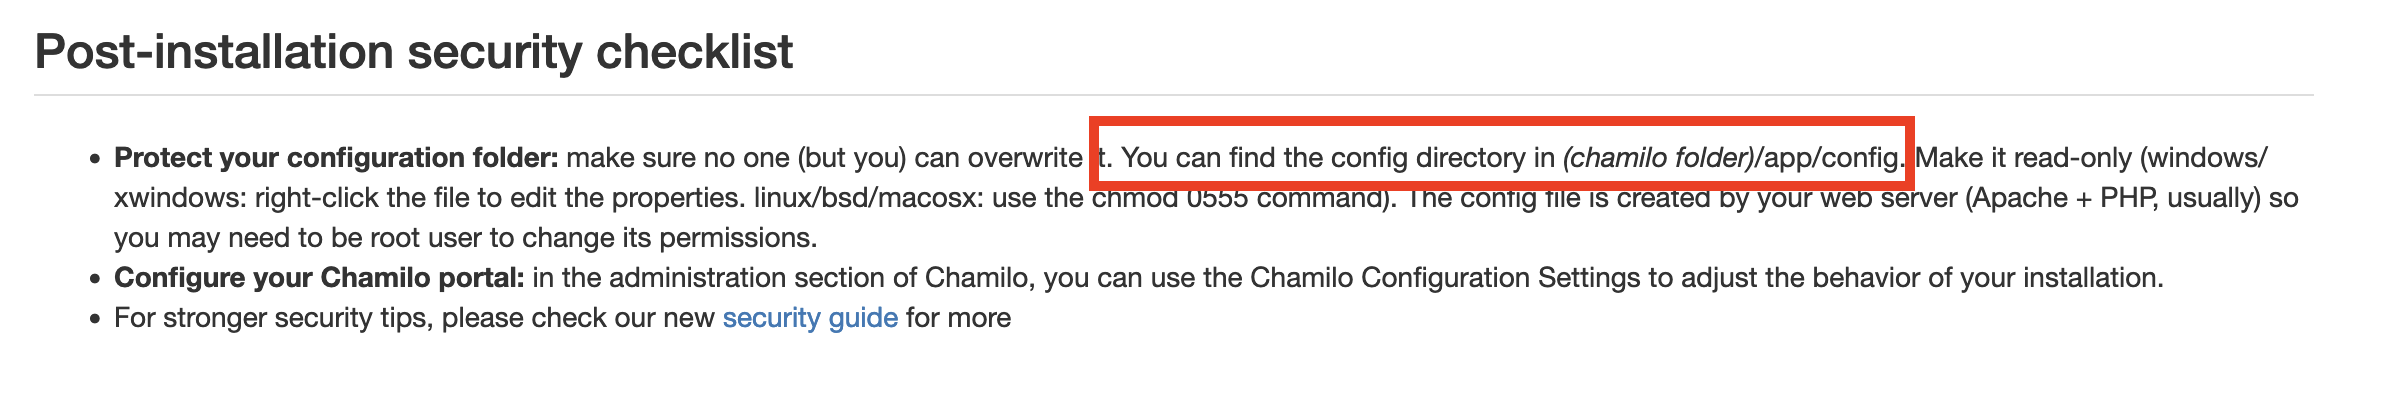 Post-installation security checklist
• Protect your configuration folder: make sure no one (but you) can overwrite it. You can find the config directory in (chamilo folder)/app/config. Make it read-only (windows/
xwindows: right-click the file to edit the properties. linux/bsd/macosx: use the chmod 0555 command). The config file is created by your web server (Apache + PHP, usually) so
you may need to be root user to change its permissions.
• Configure your Chamilo portal: in the administration section of Chamilo, you can use the Chamilo Configuration Settings to adjust the behavior of your installation.
• For stronger security tips, please check our new security guide for more